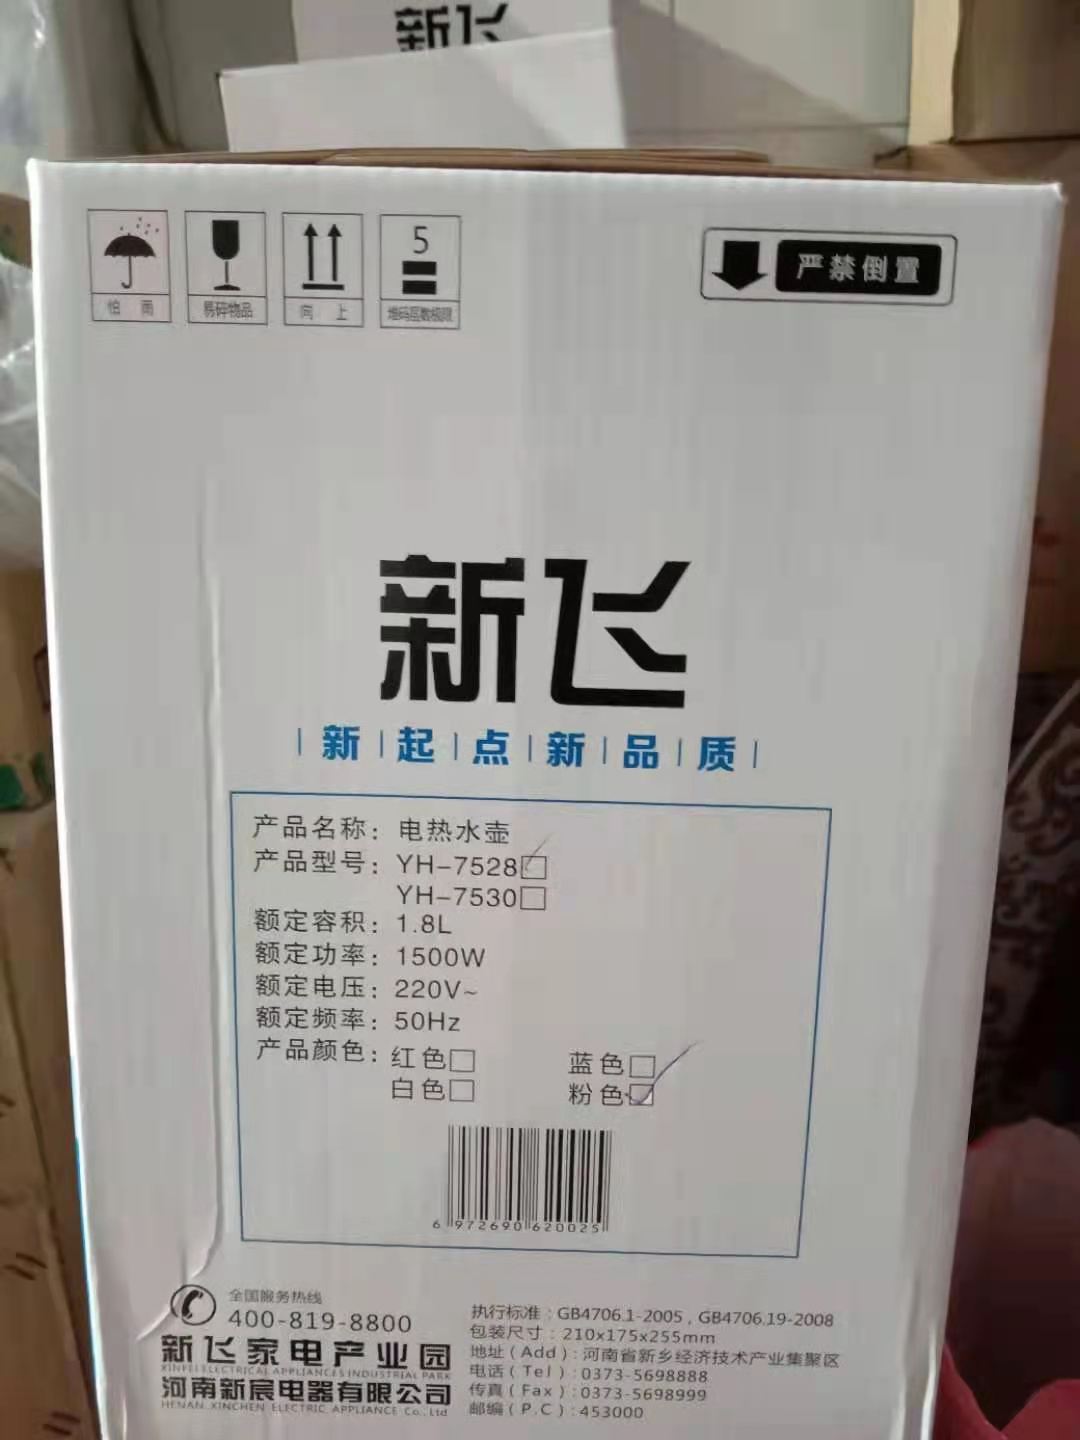 新飞
怕 雨
易碎物品
向 上
5
堆码层数极限
严禁倒置
新飞
新起点新品质
产品名称：电热水壶
产品型号：YH-7528□
YH-7530□
额定容积：1.8L
额定功率：1500W
额定电压：220V~
额定频率：50Hz
产品颜色：红色□ 蓝色□
白色□ 粉色□
6 972690 620025
全国服务热线
400-819-8800
新飞家电产业园
XINFEI ELECTRICAL APPLIANCES INDUSTRIAL PARK
河南新宸电器有限公司
HENAN XINCHEN ELECTRIC APPLIANCE Co., Ltd
执行标准：GB4706.1-2005，GB4706.19-2008
包装尺寸：210x175x255mm
地址（Add）：河南省新乡经济技术产业集聚区
电话（Tel）：0373-5698888
传真（Fax）：0373-5698999
邮编（P.C）：453000